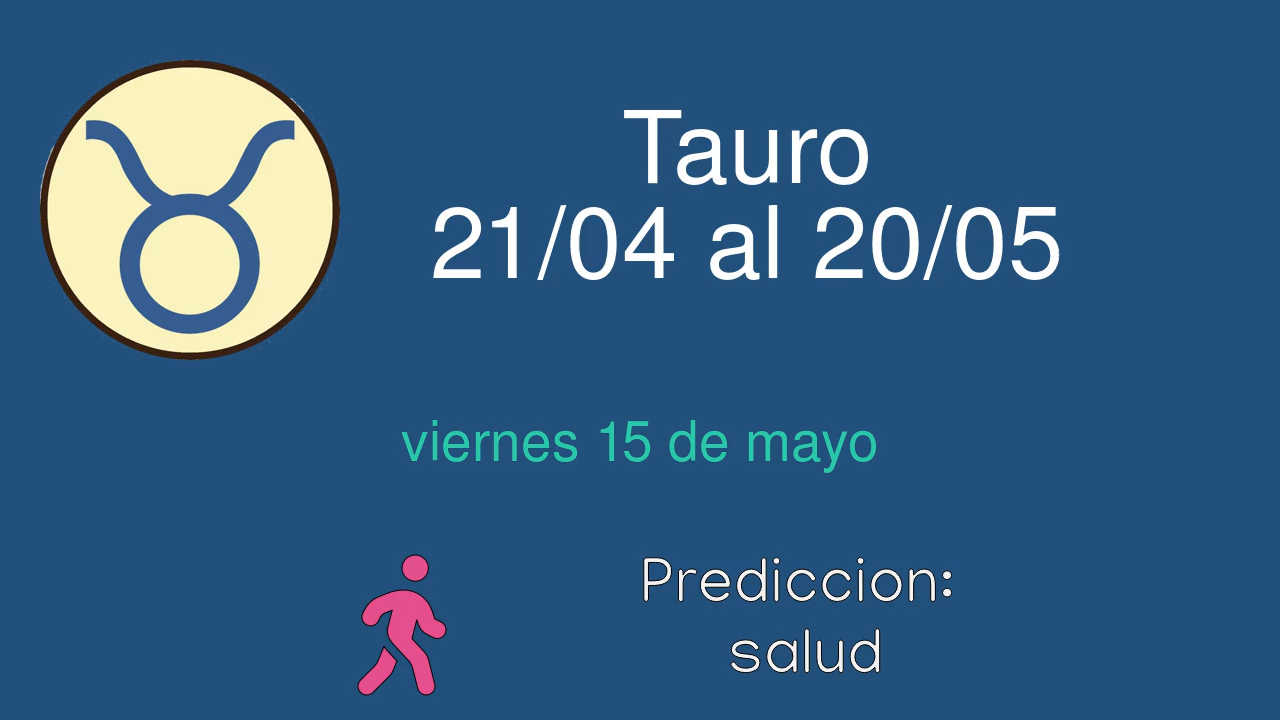 Tauro
21/04 al 20/05
viernes 15 de mayo
Prediccion:
salud